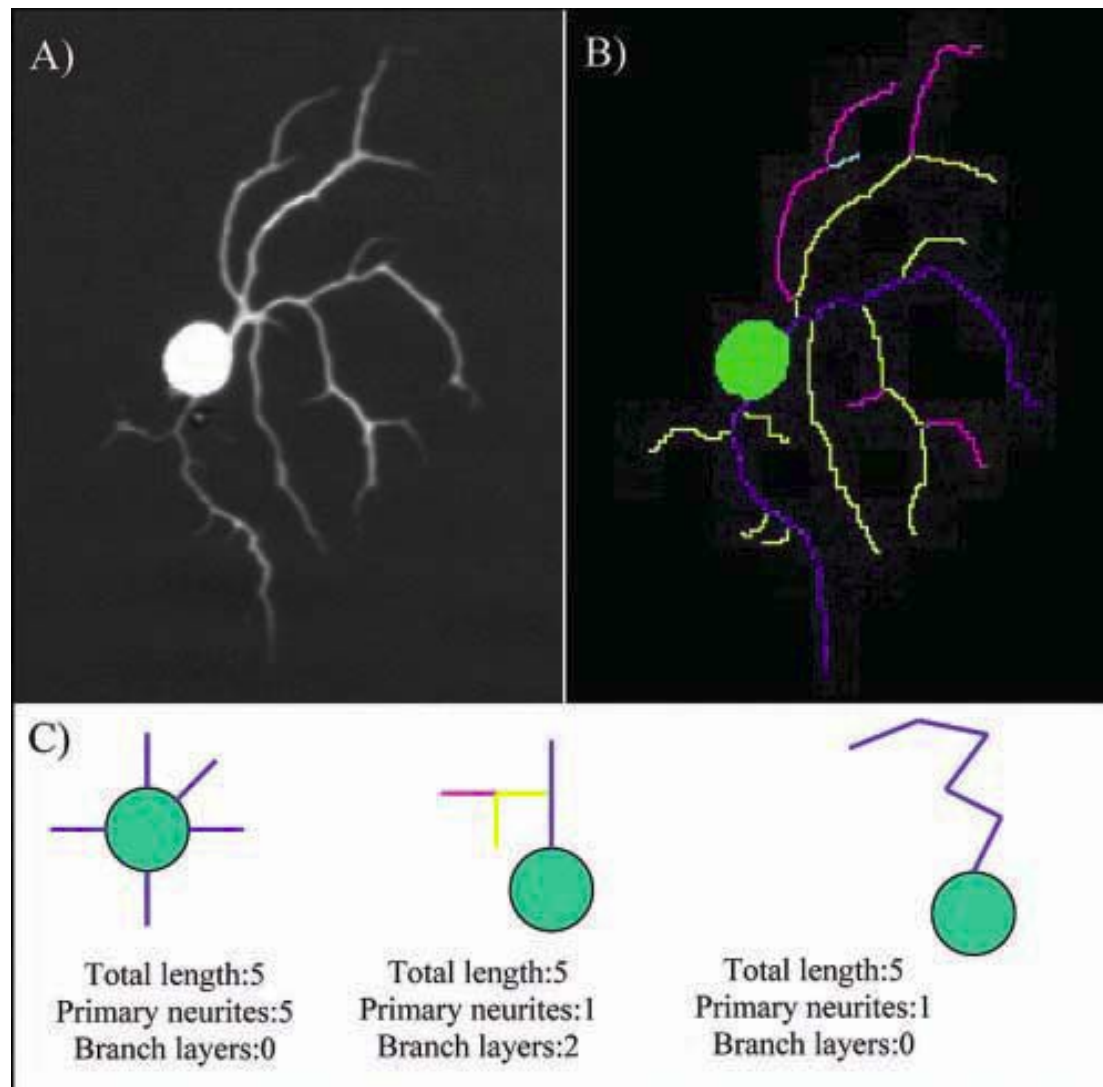 A)
B)
C)
Total length:5
Primary neurites:5
Branch layers:0
Total length:5
Primary neurites:1
Branch layers:2
Total length:5
Primary neurites:1
Branch layers:0